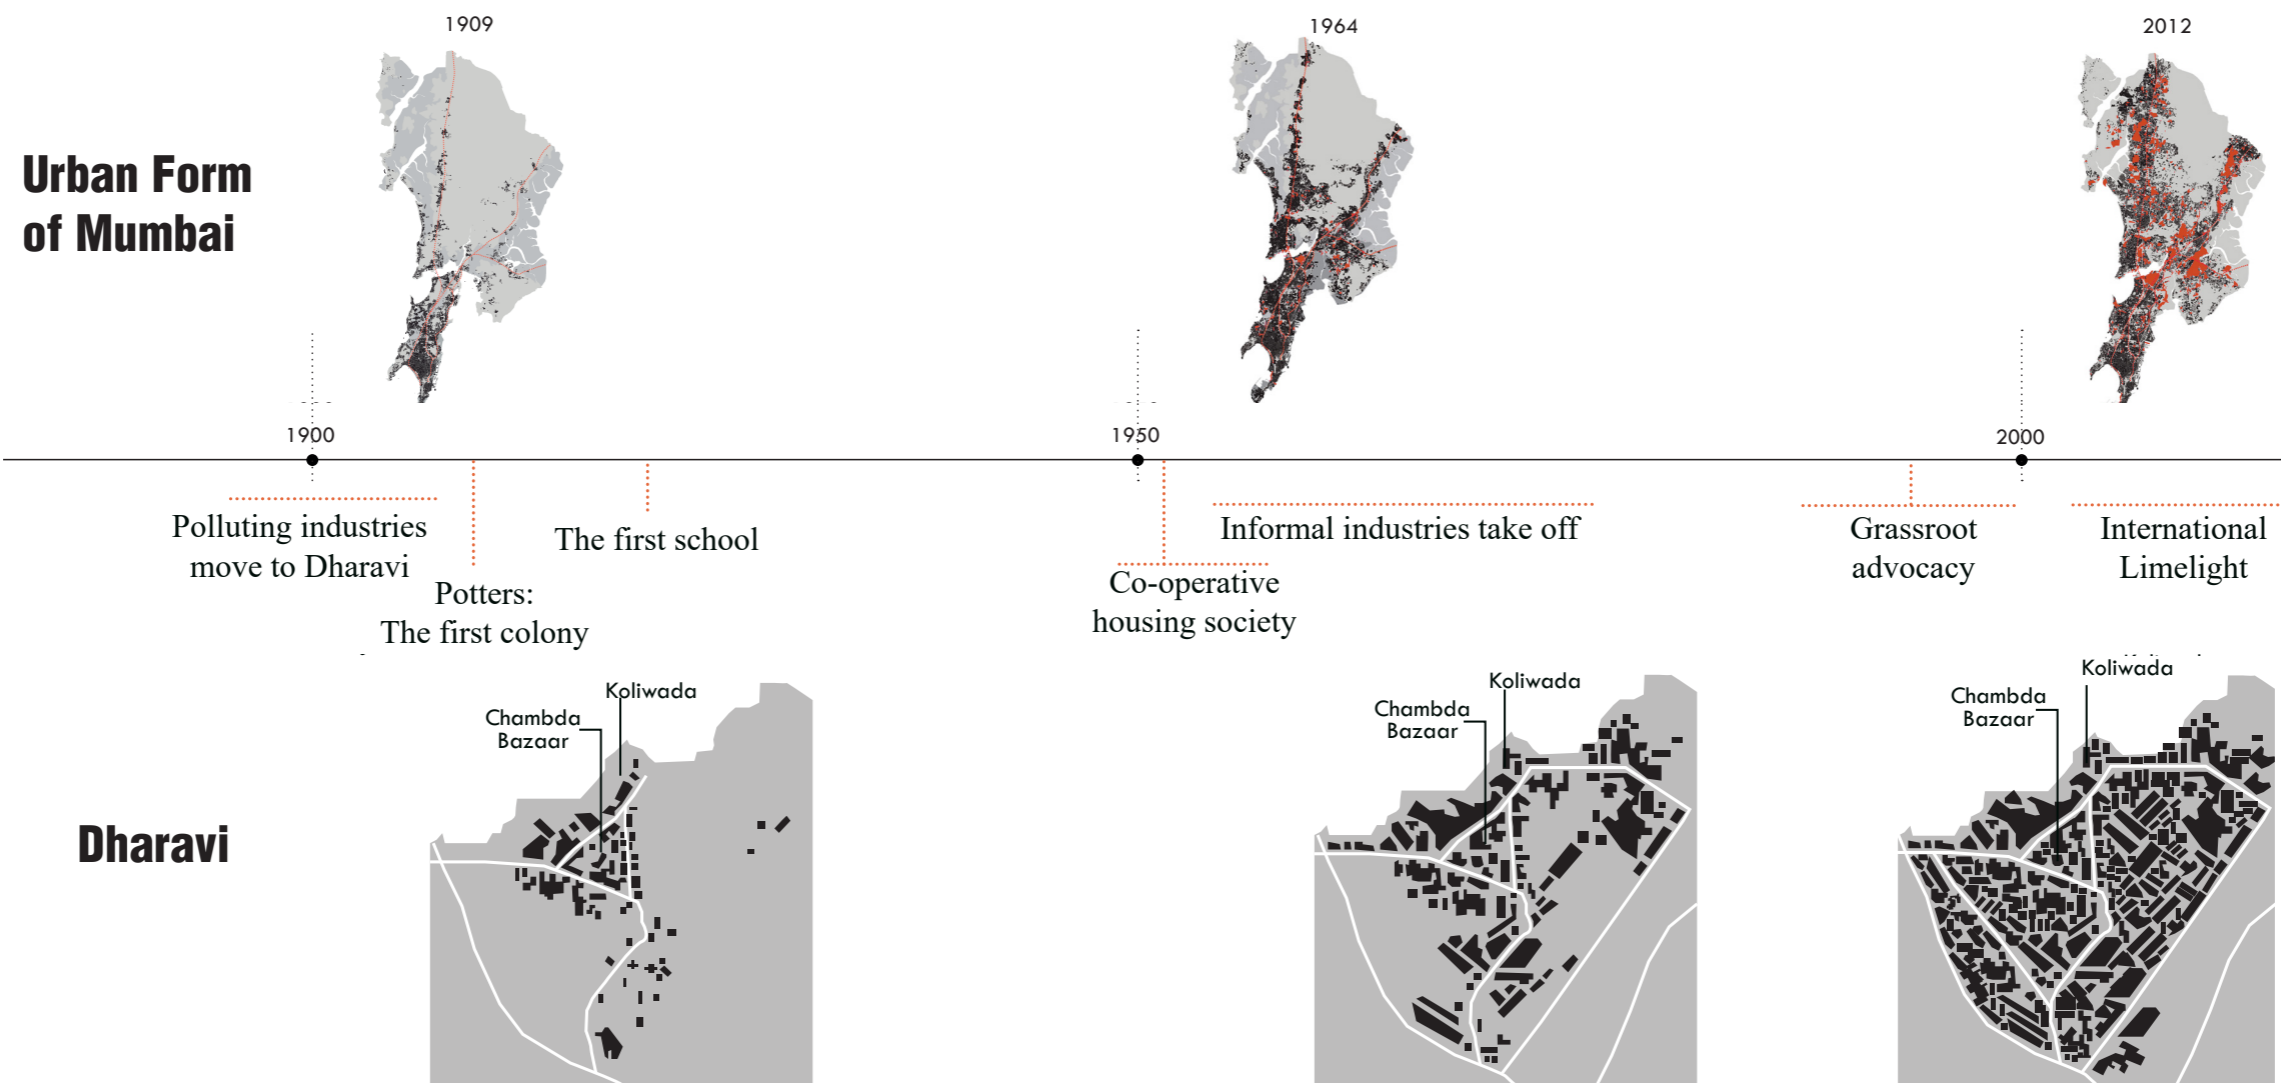 1909
1964
2012
Urban Form
of Mumbai
1900
1950
2000
Polluting industries
move to Dharavi
Potters:
The first colony
The first school
Co-operative
housing society
Informal industries take off
Grassroot
advocacy
International
Limelight
Dharavi
Koliwada
Chambda
Bazaar
Koliwada
Chambda
Bazaar
Koliwada
Chambda
Bazaar